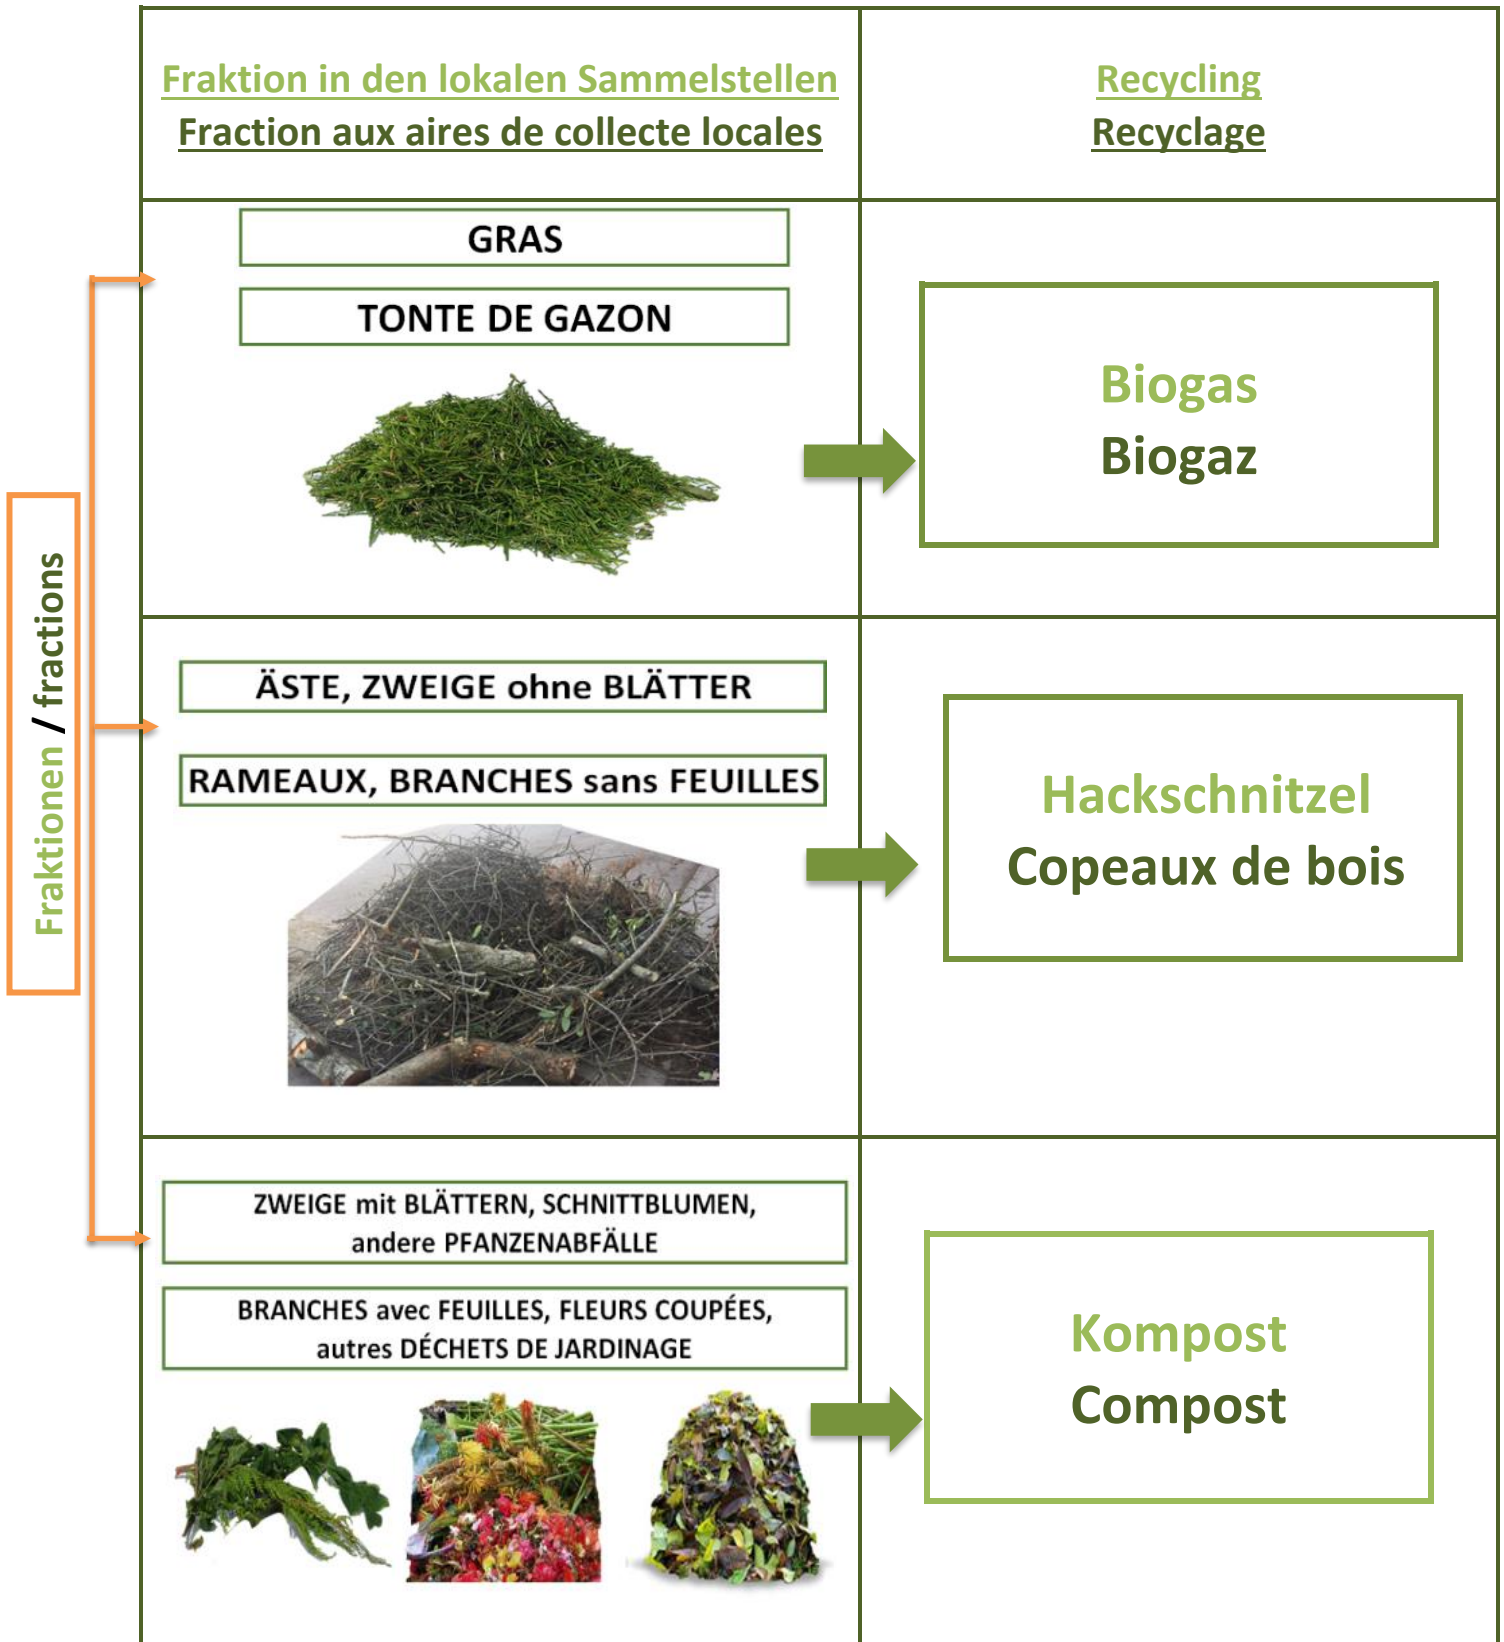 Fraktion in den lokalen Sammelstellen
Fraction aux aires de collecte locales
Recycling
Recyclage
Fraktionen / fractions
GRAS
TONTE DE GAZON
Biogas
Biogaz
ÄSTE, ZWEIGE ohne BLÄTTER
RAMEAUX, BRANCHES sans FEUILLES
Hackschnitzel
Copeaux de bois
ZWEIGE mit BLÄTTERN, SCHNITTBLUMEN,
andere PFANZENABFÄLLE
BRANCHES avec FEUILLES, FLEURS COUPÉES,
autres DÉCHETS DE JARDINAGE
Kompost
Compost